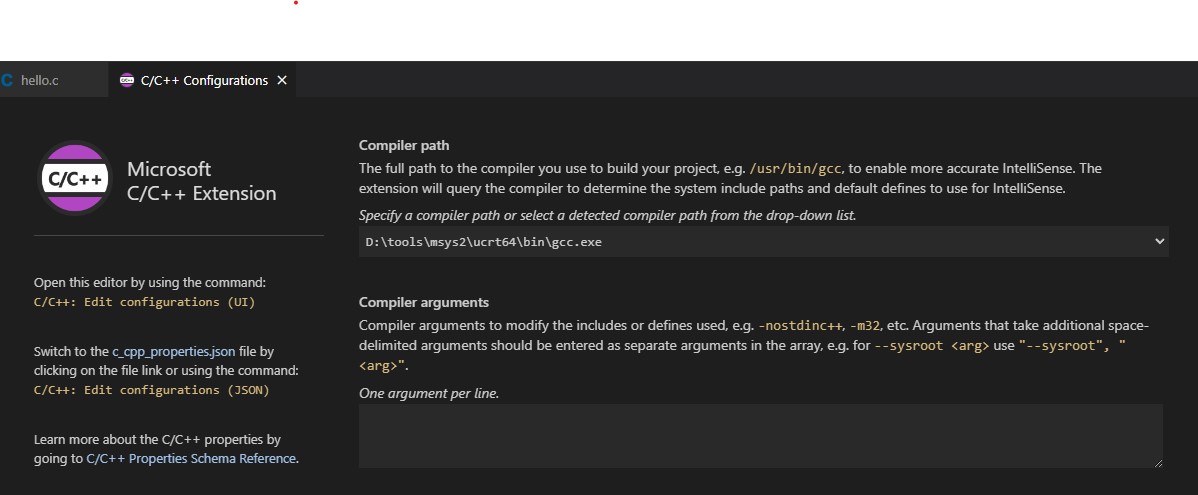 hello.c
C/C++ Configurations
C/C++
Microsoft
C/C++ Extension
Open this editor by using the command:
C/C++: Edit configurations (UI)
Switch to the c_cpp_properties.json file by
clicking on the file link or using the command:
C/C++: Edit configurations (JSON)
Learn more about the C/C++ properties by
going to C/C++ Properties Schema Reference.
Compiler path
The full path to the compiler you use to build your project, e.g. /usr/bin/gcc, to enable more accurate IntelliSense. The
extension will query the compiler to determine the system include paths and default defines to use for IntelliSense.
Specify a compiler path or select a detected compiler path from the drop-down list.
D:\tools\msys2\ucrt64\bin\gcc.exe
Compiler arguments
Compiler arguments to modify the includes or defines used, e.g. -nostdinc++, -m32, etc. Arguments that take additional space-
delimited arguments should be entered as separate arguments in the array, e.g. for --sysroot <arg> use "--sysroot", "
<arg>".
One argument per line.